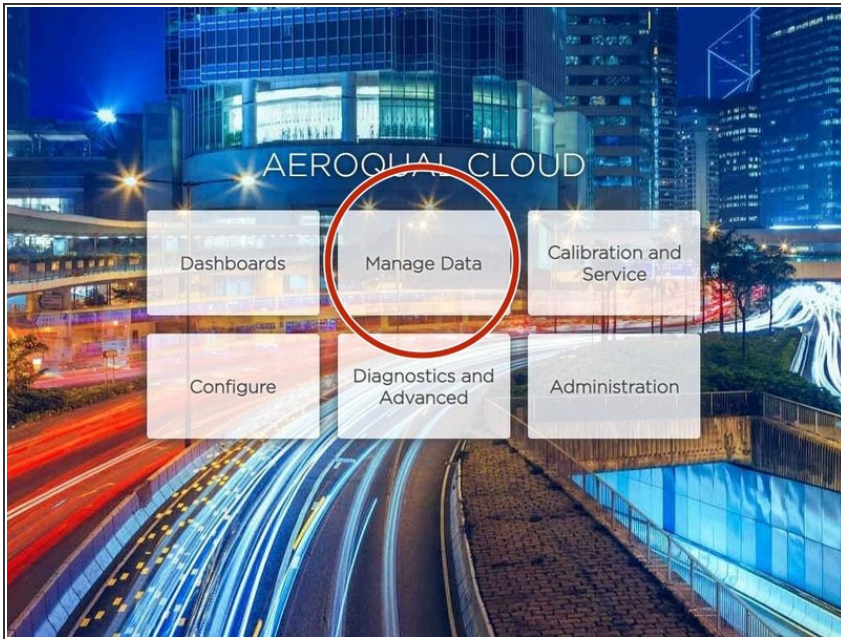 AEROQUAL CLOUD
Dashboards
Manage Data
Calibration and
Service
Configure
Diagnostics and
Advanced
Administration